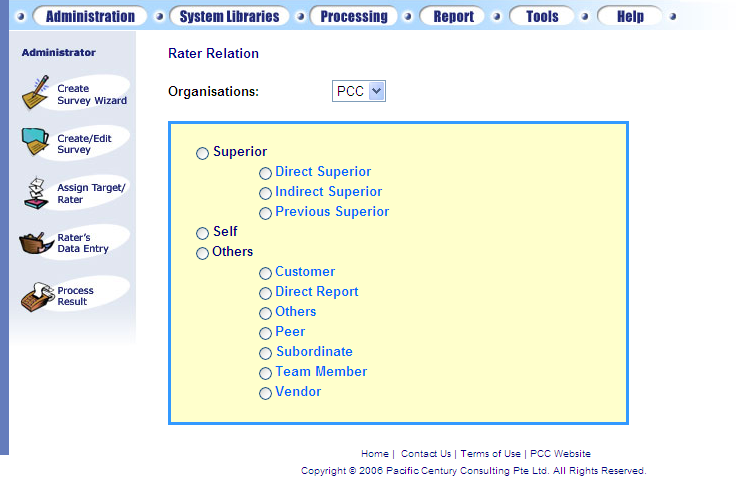 Administration System Libraries Processing Report Tools Help
Administrator
Create
Survey Wizard
Create/Edit
Survey
Assign Target/
Rater
Rater's
Data Entry
Process
Result
Rater Relation
Organisations: PCC
Superior
Direct Superior
Indirect Superior
Previous Superior
Self
Others
Customer
Direct Report
Others
Peer
Subordinate
Team Member
Vendor
Home | Contact Us | Terms of Use | PCC Website
Copyright © 2006 Pacific Century Consulting Pte Ltd. All Rights Reserved.